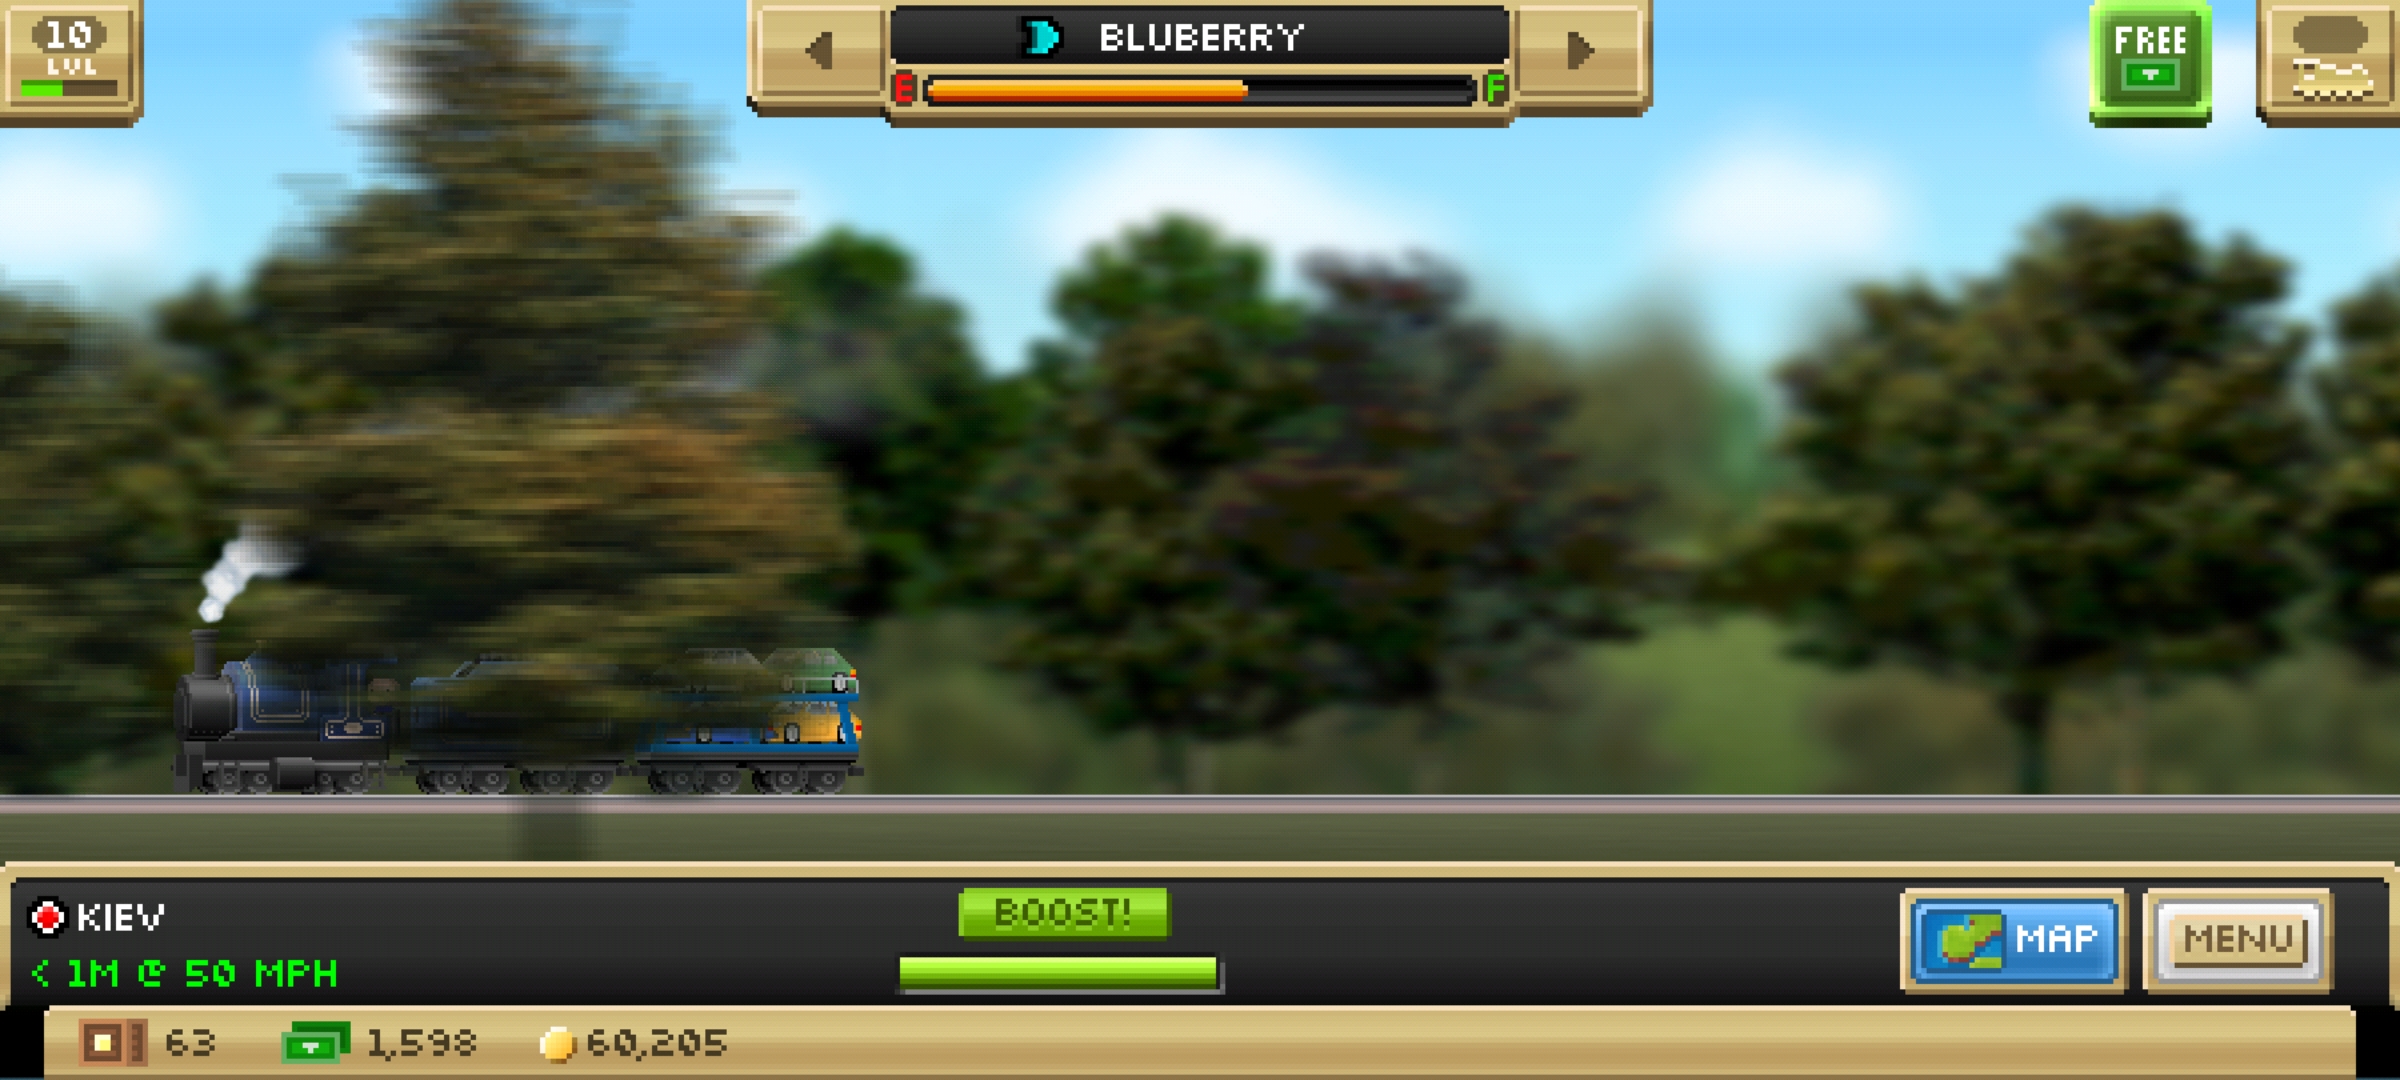 10
LVL
BLUBERRY
E F
FREE
KIEV
< 1M @ 50 MPH
BOOST!
MAP
MENU
63 1,598 60,205